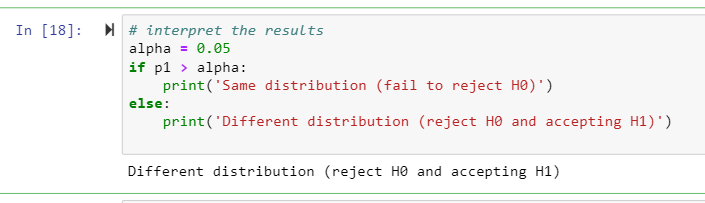 In [18]:
# interpret the results
alpha = 0.05
if p1 > alpha:
    print('Same distribution (fail to reject H0)')
else:
    print('Different distribution (reject H0 and accepting H1)')
Different distribution (reject H0 and accepting H1)